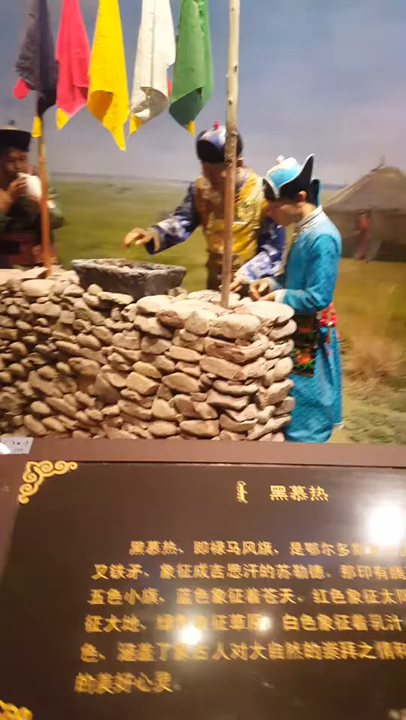 黑慕热
黑慕热、即禄马风旗，是鄂尔多
叉铁矛、象征成吉思汗的苏勒德。那印有
五色小旗、蓝色象征着苍天、红色象征太阳
征大地、绿 征草原、白色象征着乳汁
色、涵盖了蒙古人对大自然的崇拜之情和
的美好心灵。